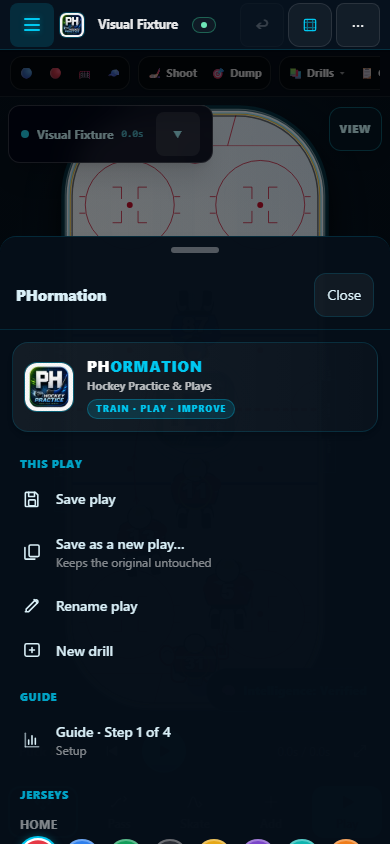 Visual Fixture
Shoot
Dump
Drills
Visual Fixture 0.0s
VIEW
PHormation
Close
PH
HOCKEY
PRACTICE
PHORMATION
Hockey Practice & Plays
TRAIN · PLAY · IMPROVE
THIS PLAY
Save play
Save as a new play...
Keeps the original untouched
Rename play
New drill
GUIDE
Guide · Step 1 of 4
Setup
JERSEYS
HOME